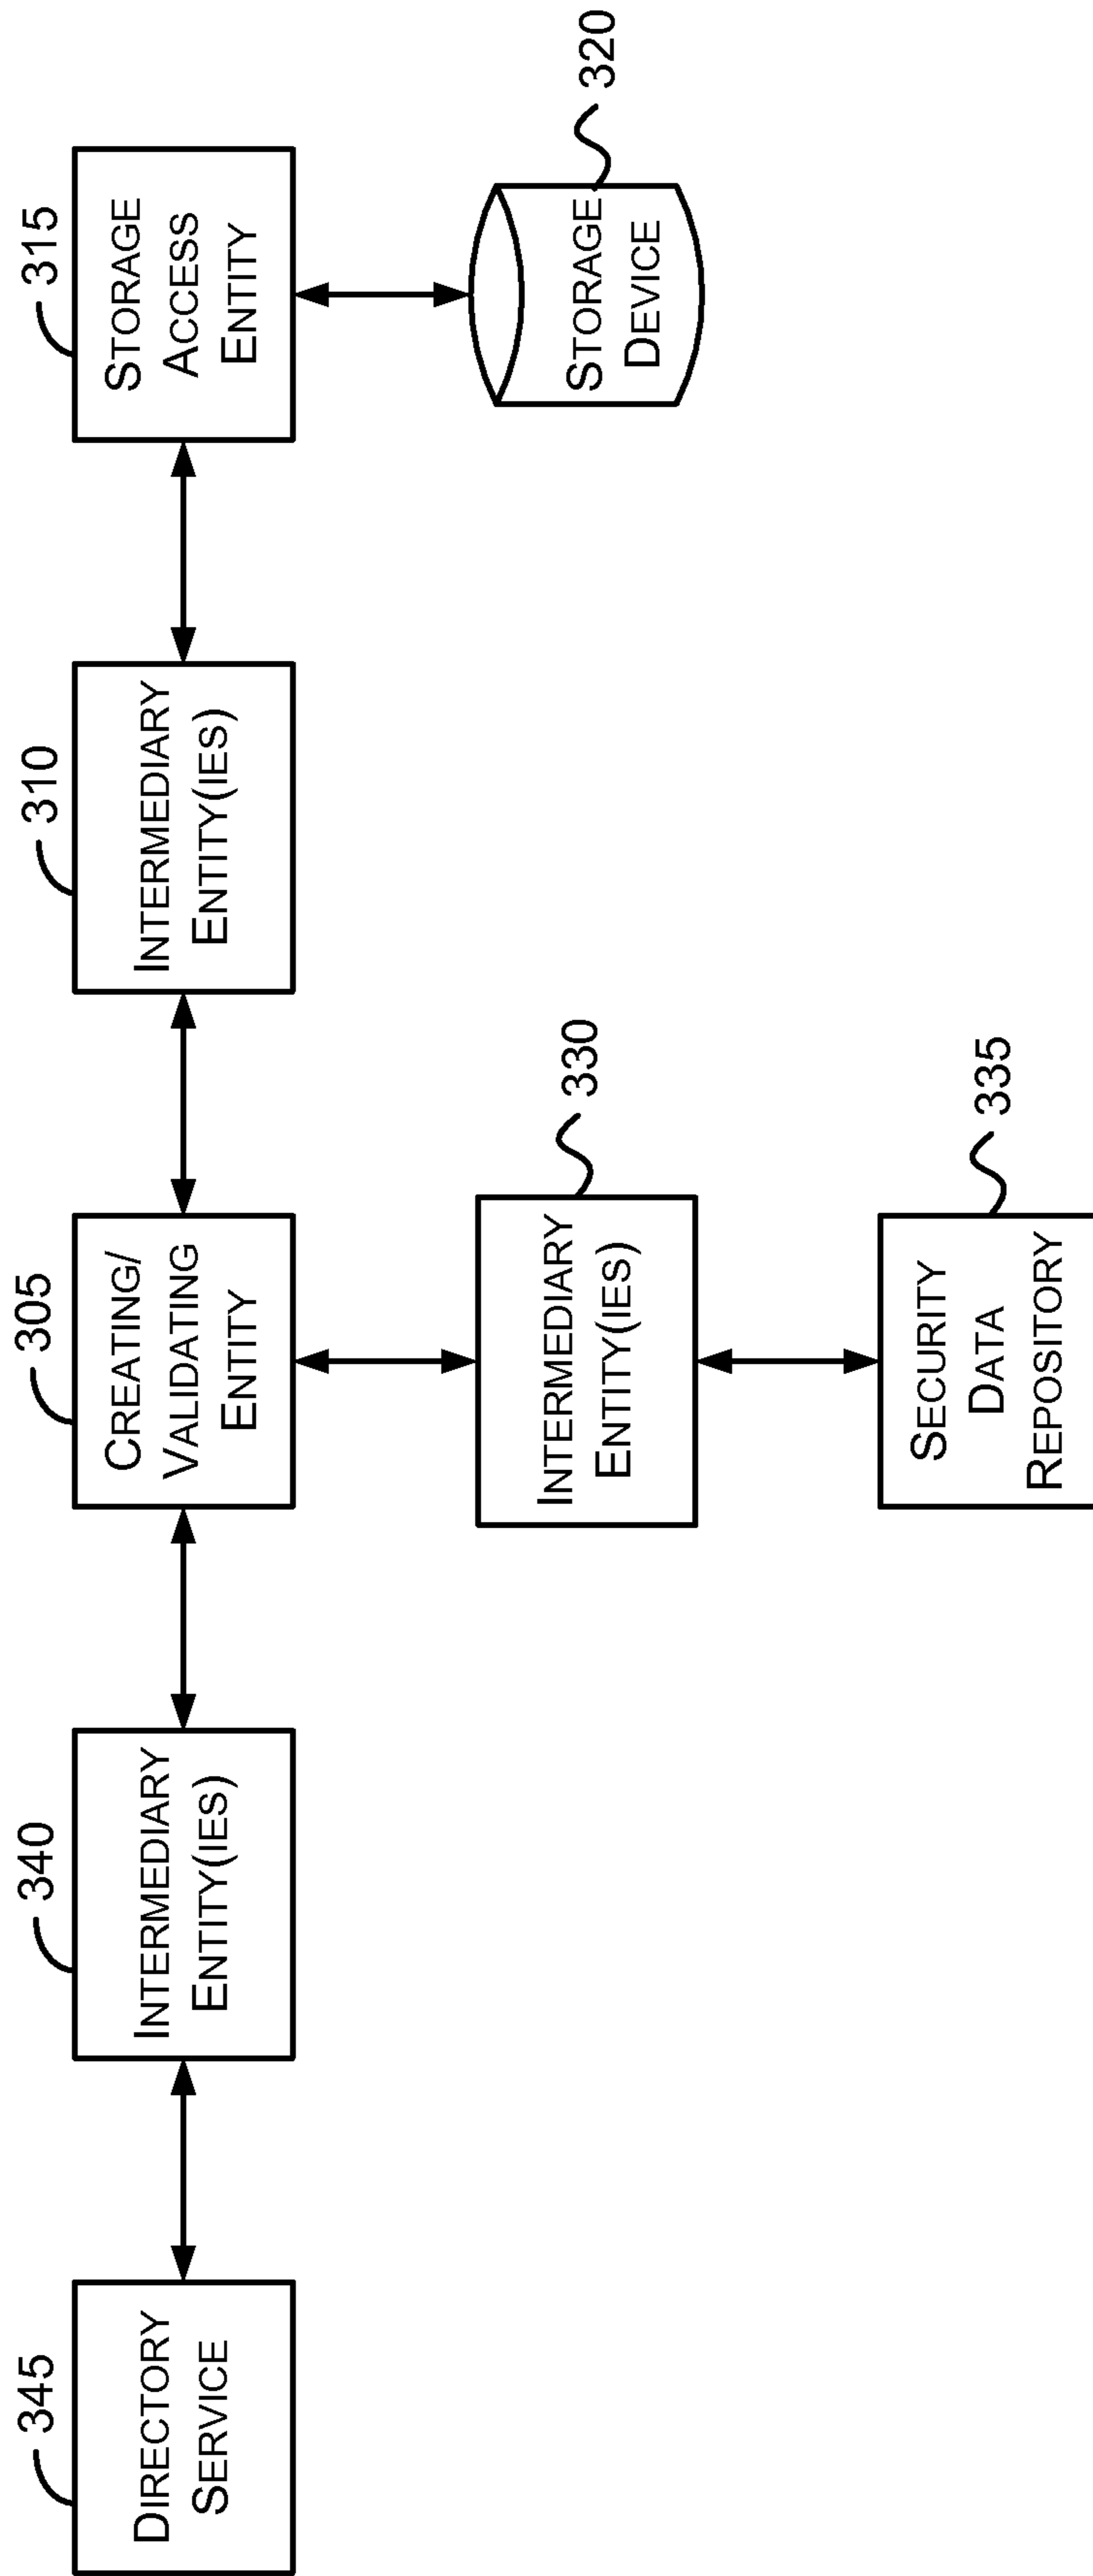 345
DIRECTORY
SERVICE
340
INTERMEDIARY
ENTITY(IES)
305
CREATING/
VALIDATING
ENTITY
310
INTERMEDIARY
ENTITY(IES)
315
STORAGE
ACCESS
ENTITY
330
INTERMEDIARY
ENTITY(IES)
320
STORAGE
DEVICE
335
SECURITY
DATA
REPOSITORY